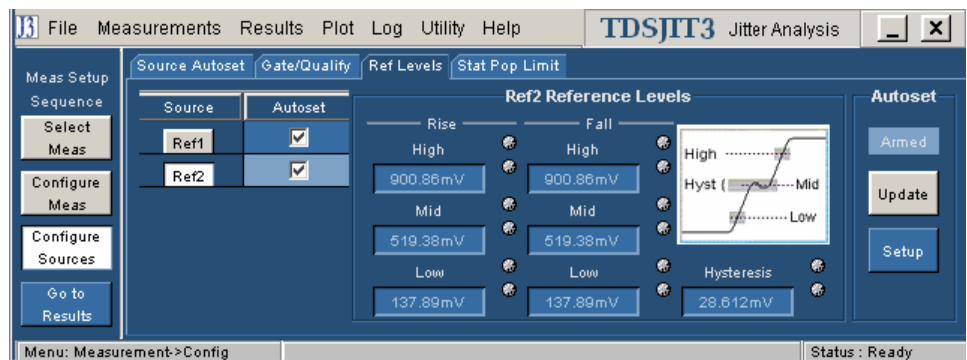 J3 File Measurements Results Plot Log Utility Help TDSJIT3 Jitter Analysis
Meas Setup
Sequence
Select
Meas
Configure
Meas
Configure
Sources
Go to
Results
Source Autoset Gate/Qualify Ref Levels Stat Pop Limit
Source Autoset
Ref1
Ref2
Ref2 Reference Levels
Rise Fall
High High
900.86mV 900.86mV
Mid Mid
519.38mV 519.38mV
Low Low
137.89mV 137.89mV
High
Hyst ( Mid
Low
Hysteresis
28.612mV
Autoset
Armed
Update
Setup
Menu: Measurement->Config Status : Ready